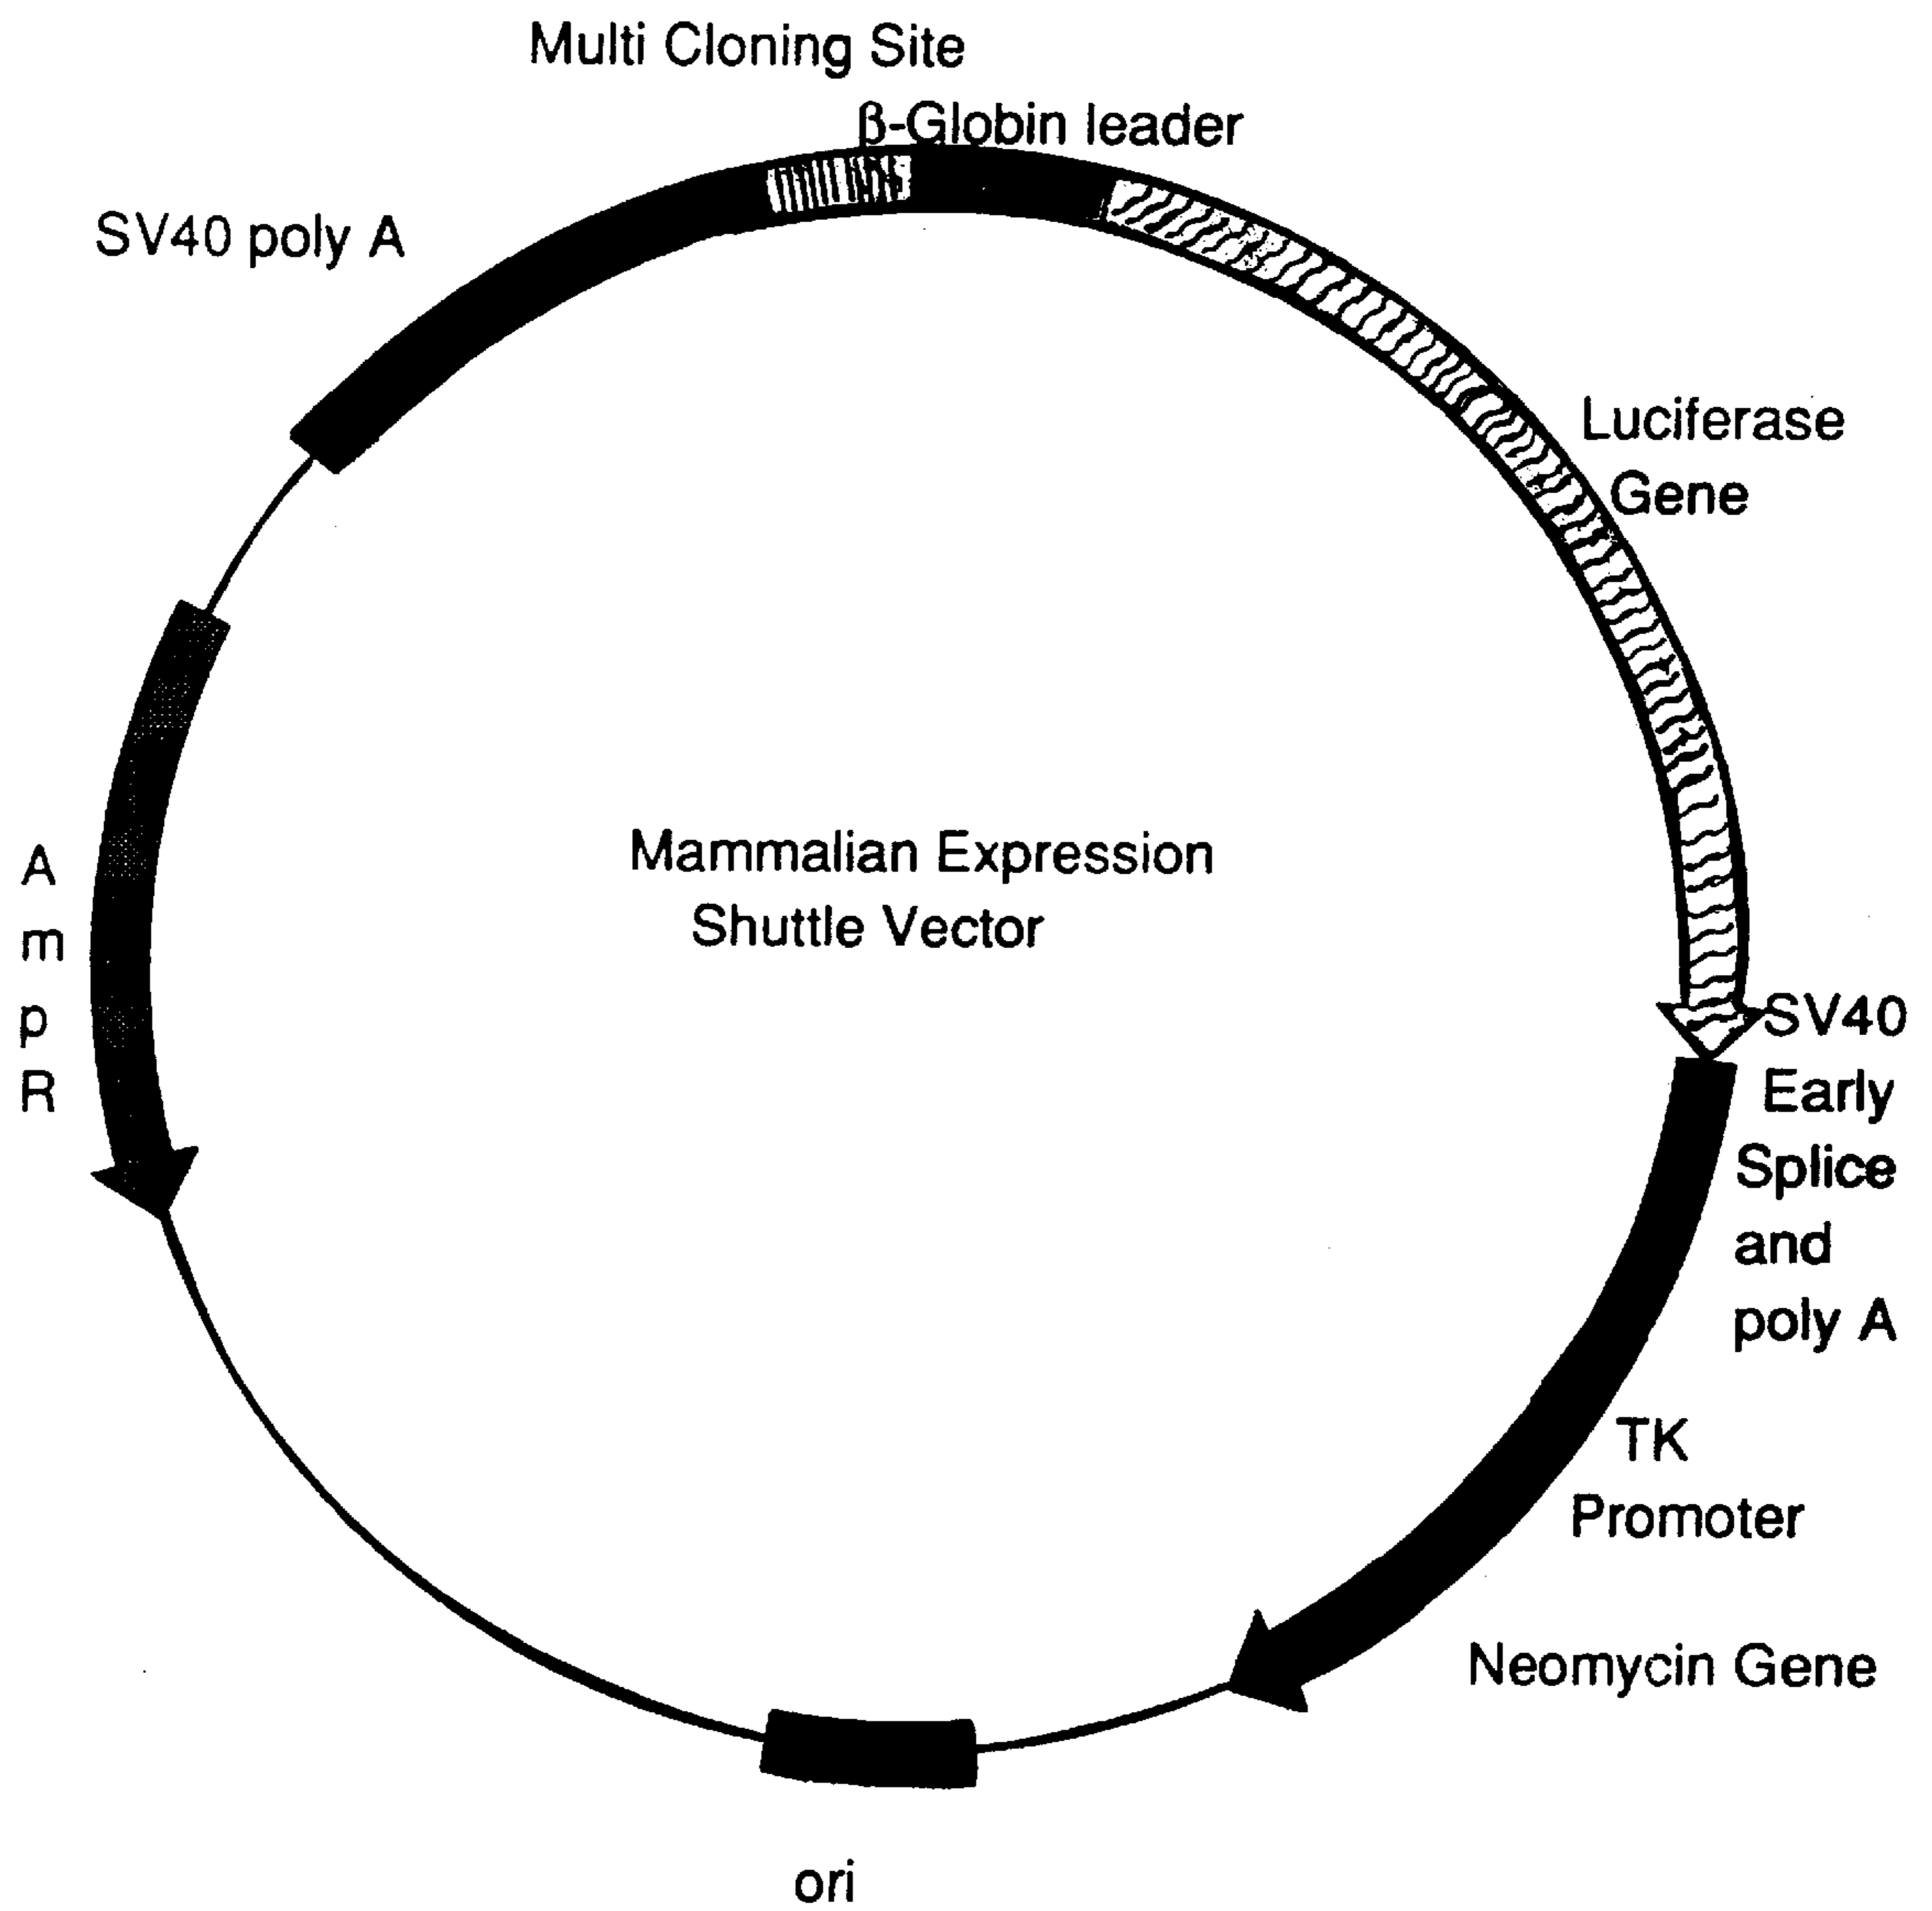 Multi Cloning Site
β-Globin leader
SV40 poly A
Luciferase
Gene
Mammalian Expression
Shuttle Vector
A
m
p
R
SV40
Early
Splice
and
poly A
TK
Promoter
Neomycin Gene
ori